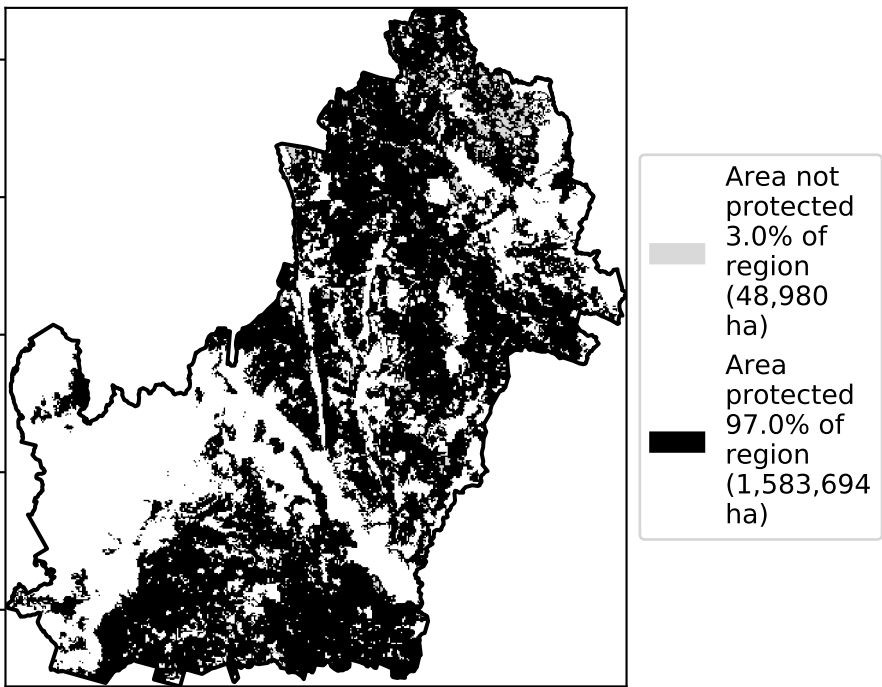 Area not
protected
3.0% of
region
(48,980
ha)
Area
protected
97.0% of
region
(1,583,694
ha)